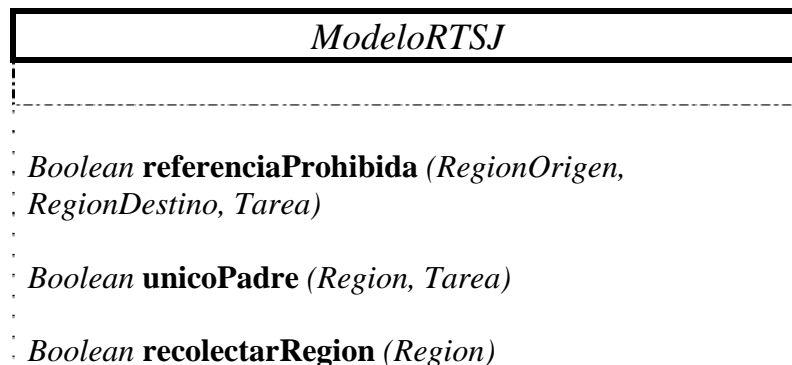 ModeloRTSJ
Boolean referenciaProhibida (RegionOrigen,
RegionDestino, Tarea)
Boolean unicoPadre (Region, Tarea)
Boolean recolectarRegion (Region)